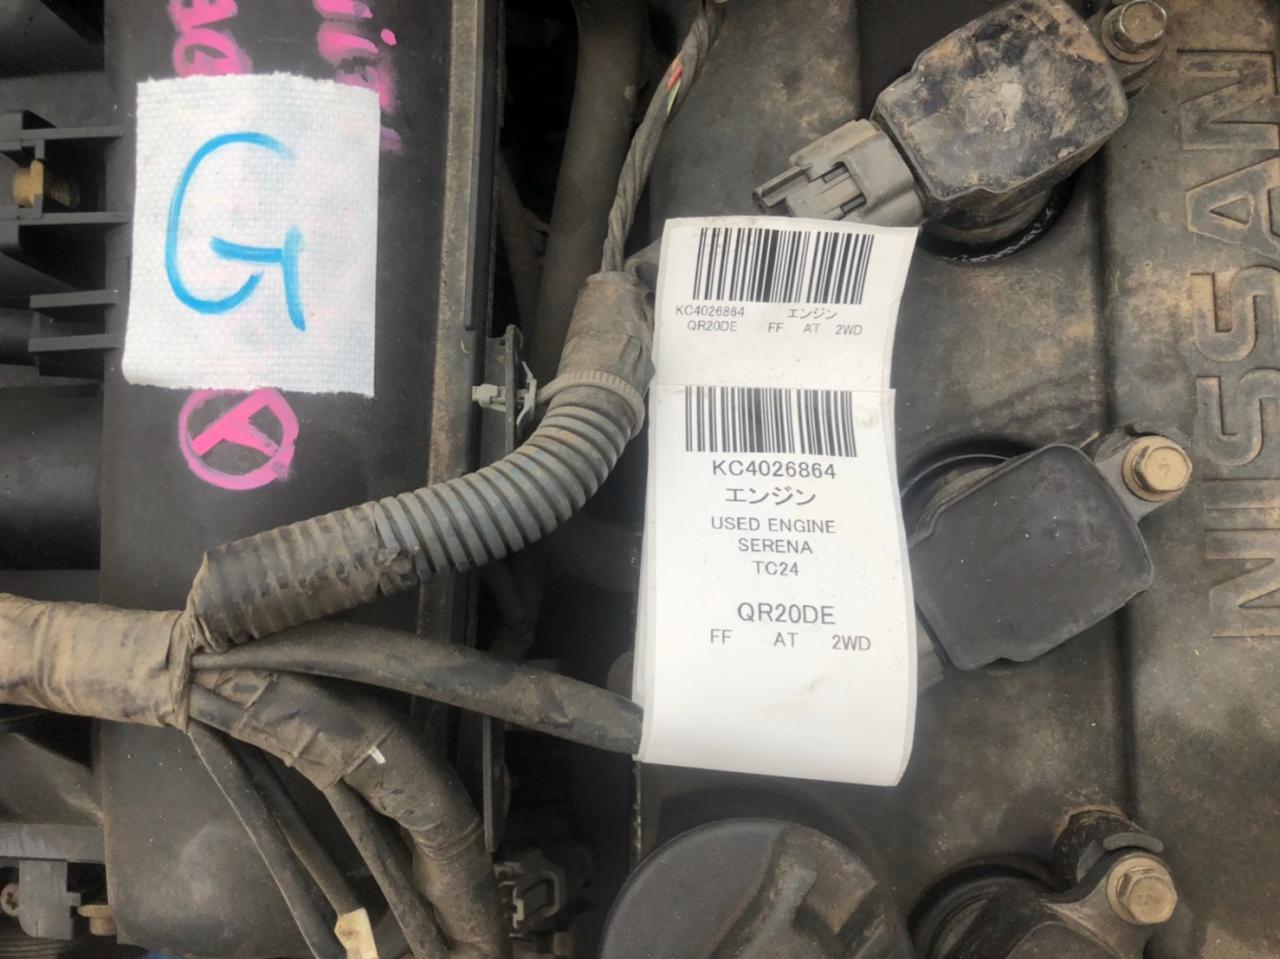 G
KC4026864 エンジン
QR20DE FF AT 2WD
KC4026864
エンジン
USED ENGINE
SERENA
TC24
QR20DE
FF AT 2WD
NISSAN